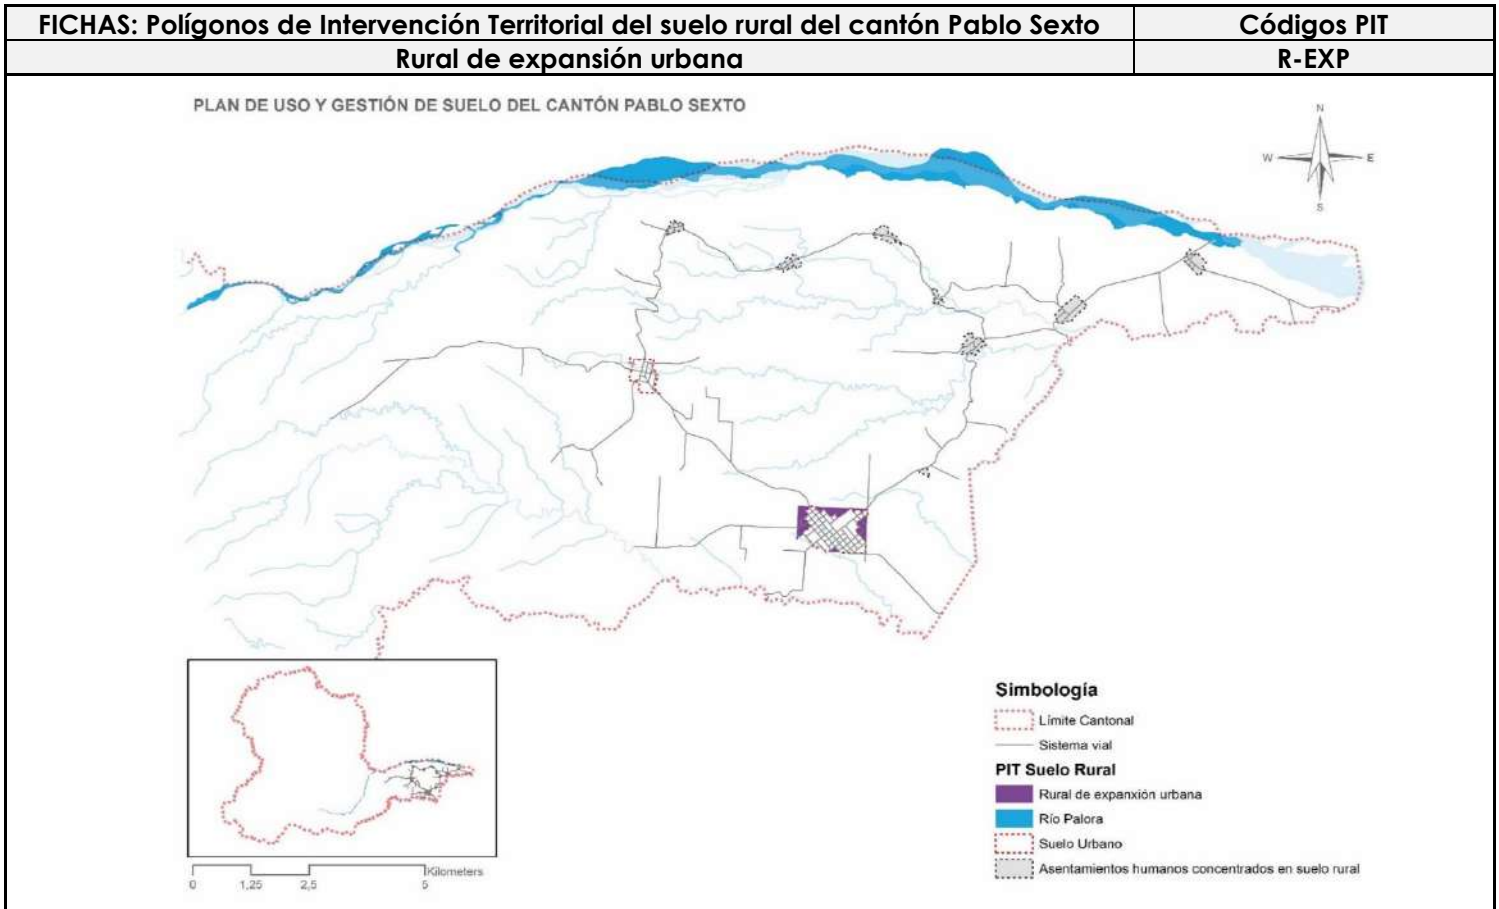 FICHAS: Polígonos de Intervención Territorial del suelo rural del cantón Pablo Sexto
Códigos PIT
Rural de expansión urbana
R-EXP
PLAN DE USO Y GESTIÓN DE SUELO DEL CANTÓN PABLO SEXTO
N
W
E
S
Simbología
Límite Cantonal
Sistema vial
PIT Suelo Rural
Rural de expanxión urbana
Río Palora
Suelo Urbano
Asentamientos humanos concentrados en suelo rural
Kilometers
0 1,25 2,5 5